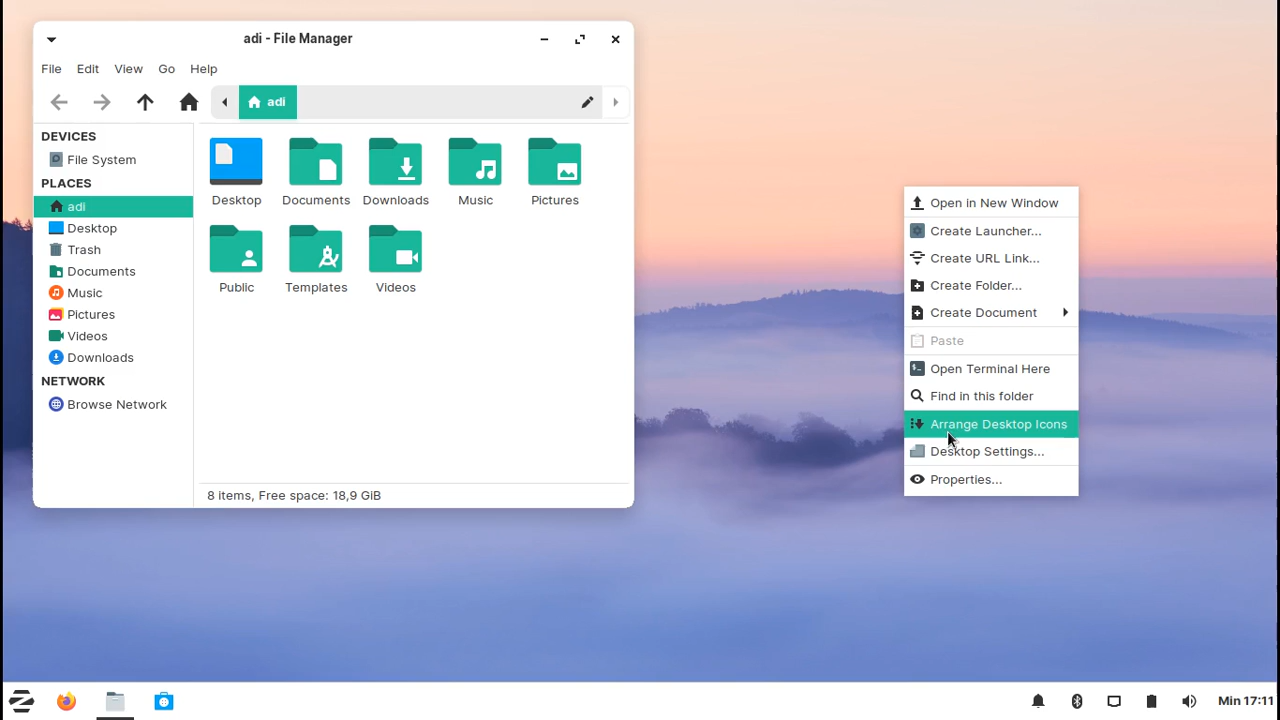 adi - File Manager
File Edit View Go Help
adi
DEVICES
File System
PLACES
adi
Desktop
Trash
Documents
Music
Pictures
Videos
Downloads
NETWORK
Browse Network
Desktop Documents Downloads Music Pictures
Public Templates Videos
8 items, Free space: 18,9 GiB
Open in New Window
Create Launcher...
Create URL Link...
Create Folder...
Create Document
Paste
Open Terminal Here
Find in this folder
Arrange Desktop Icons
Desktop Settings...
Properties...
Min 17:11